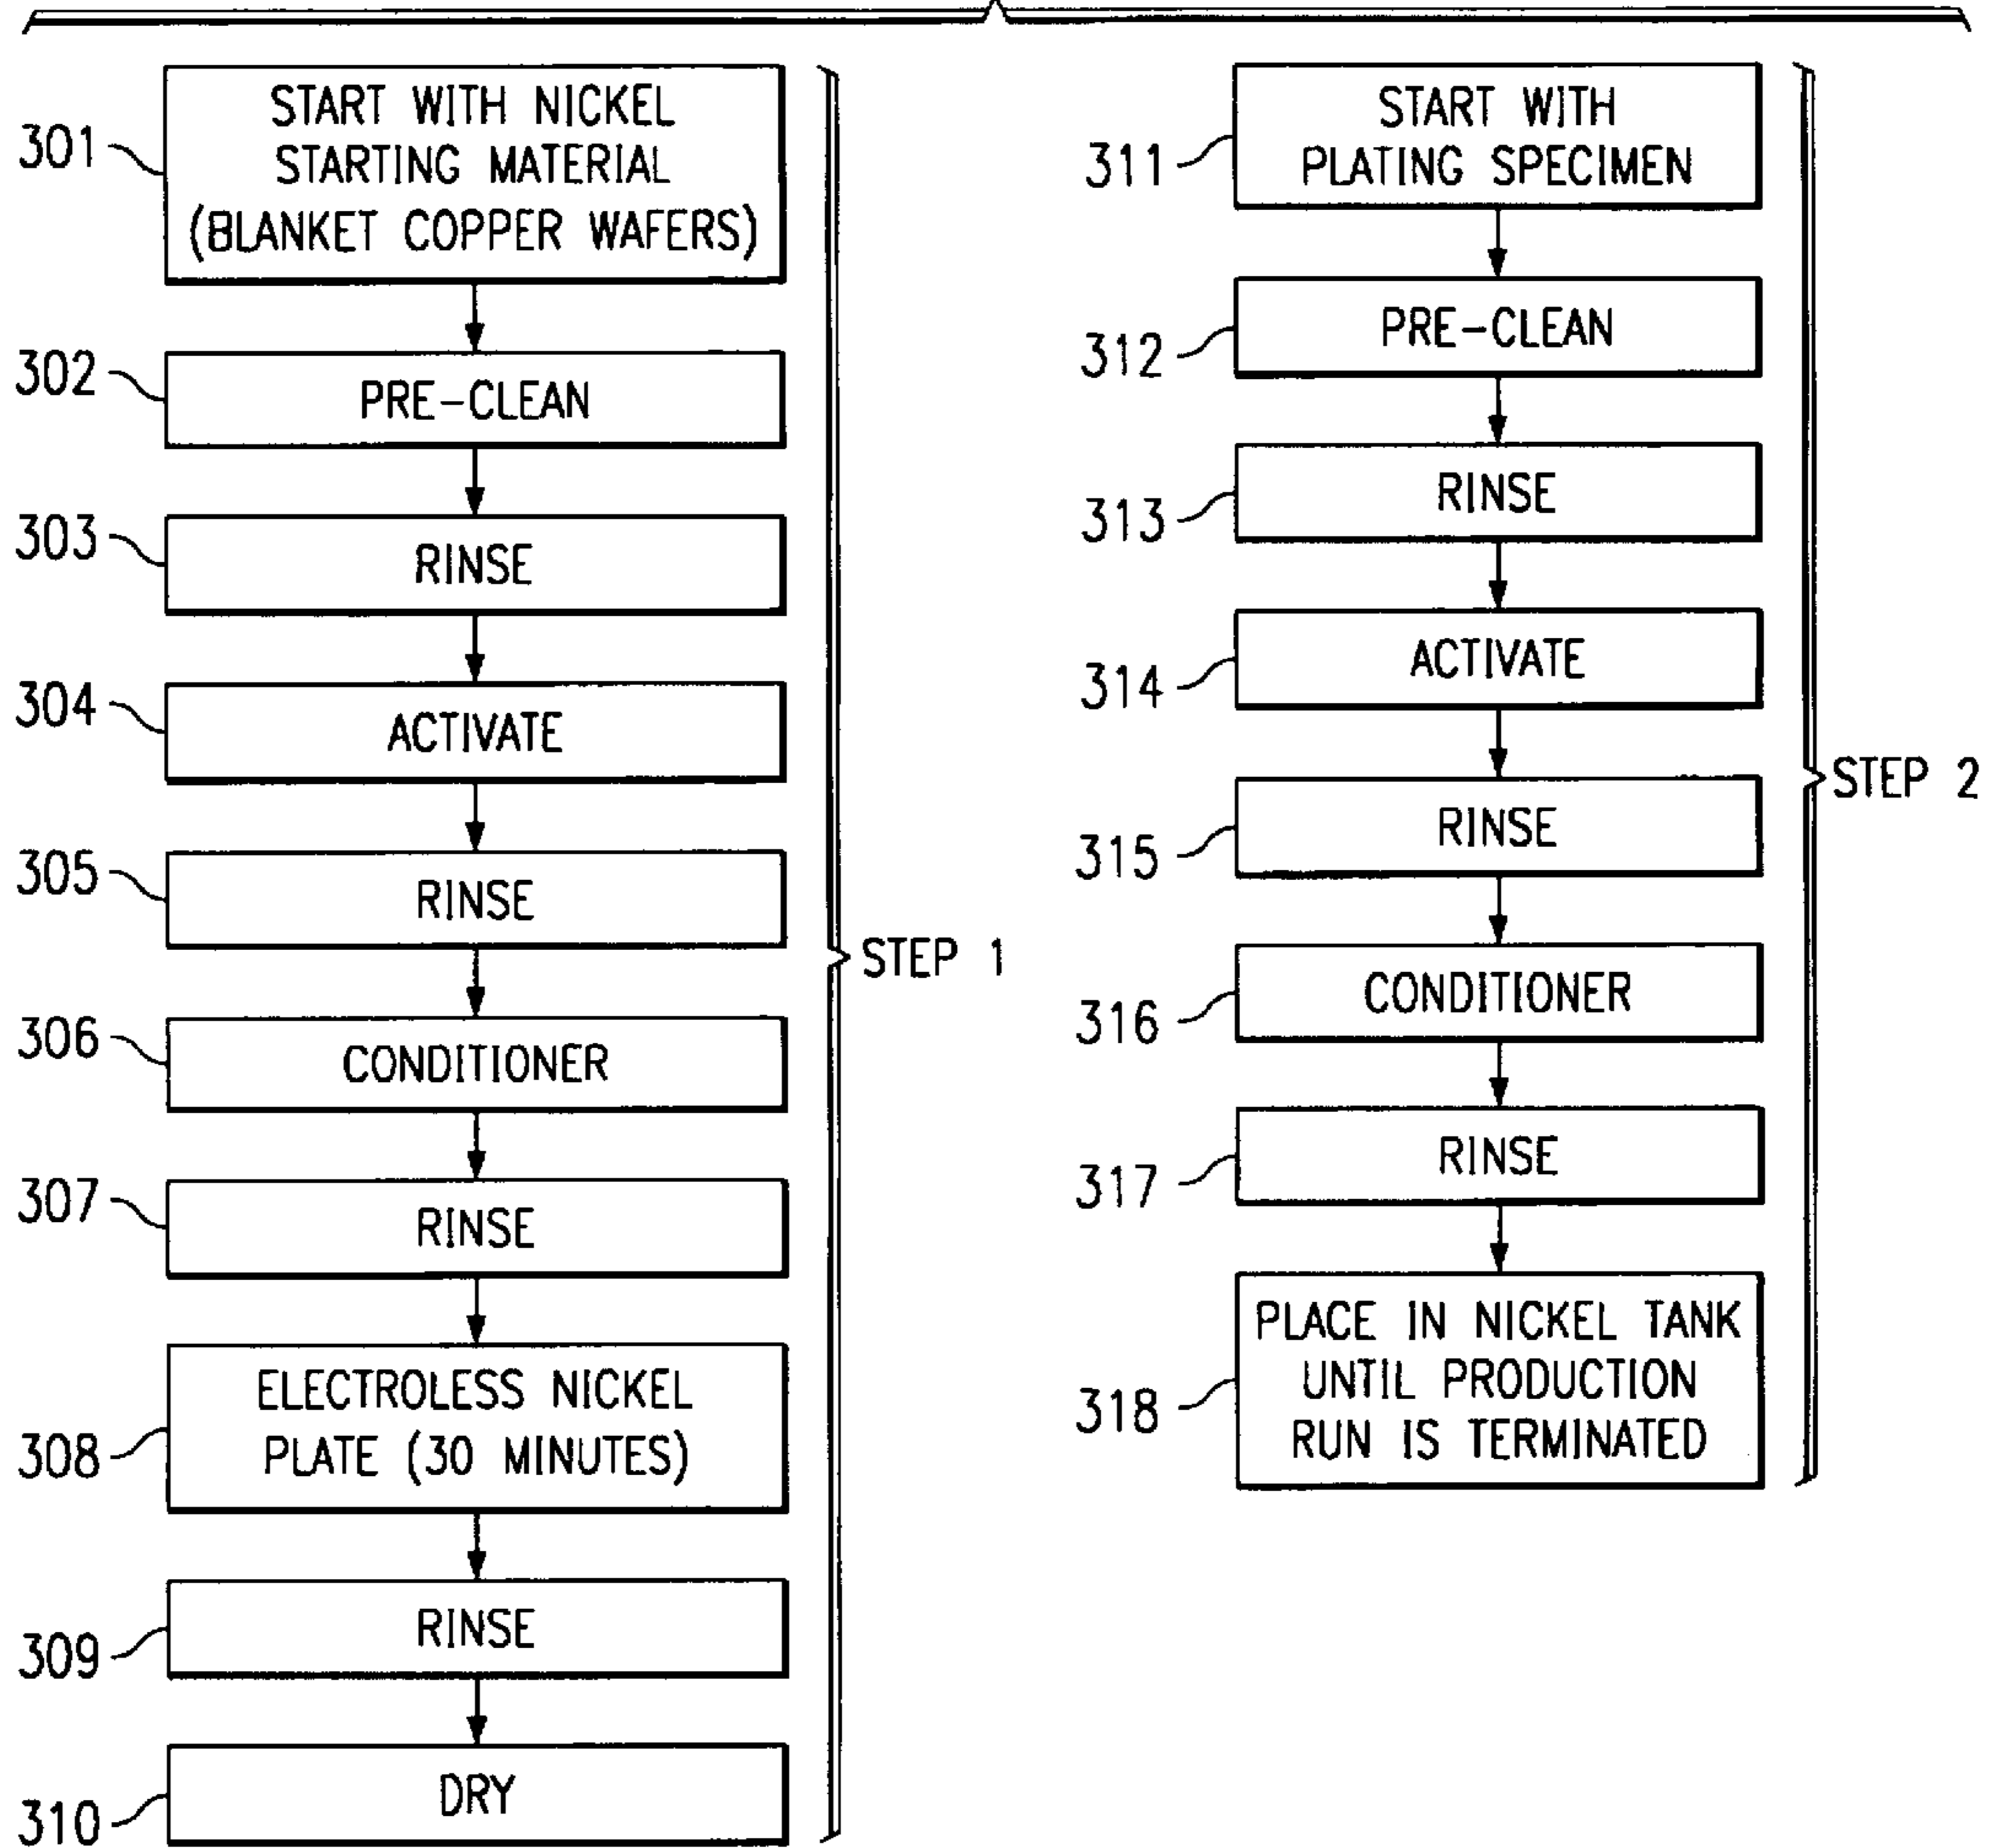 301
START WITH NICKEL
STARTING MATERIAL
(BLANKET COPPER WAFERS)
302
PRE-CLEAN
303
RINSE
304
ACTIVATE
305
RINSE
306
CONDITIONER
307
RINSE
308
ELECTROLESS NICKEL
PLATE (30 MINUTES)
309
RINSE
310
DRY
STEP 1
311
START WITH
PLATING SPECIMEN
312
PRE-CLEAN
313
RINSE
314
ACTIVATE
315
RINSE
316
CONDITIONER
317
RINSE
318
PLACE IN NICKEL TANK
UNTIL PRODUCTION
RUN IS TERMINATED
STEP 2